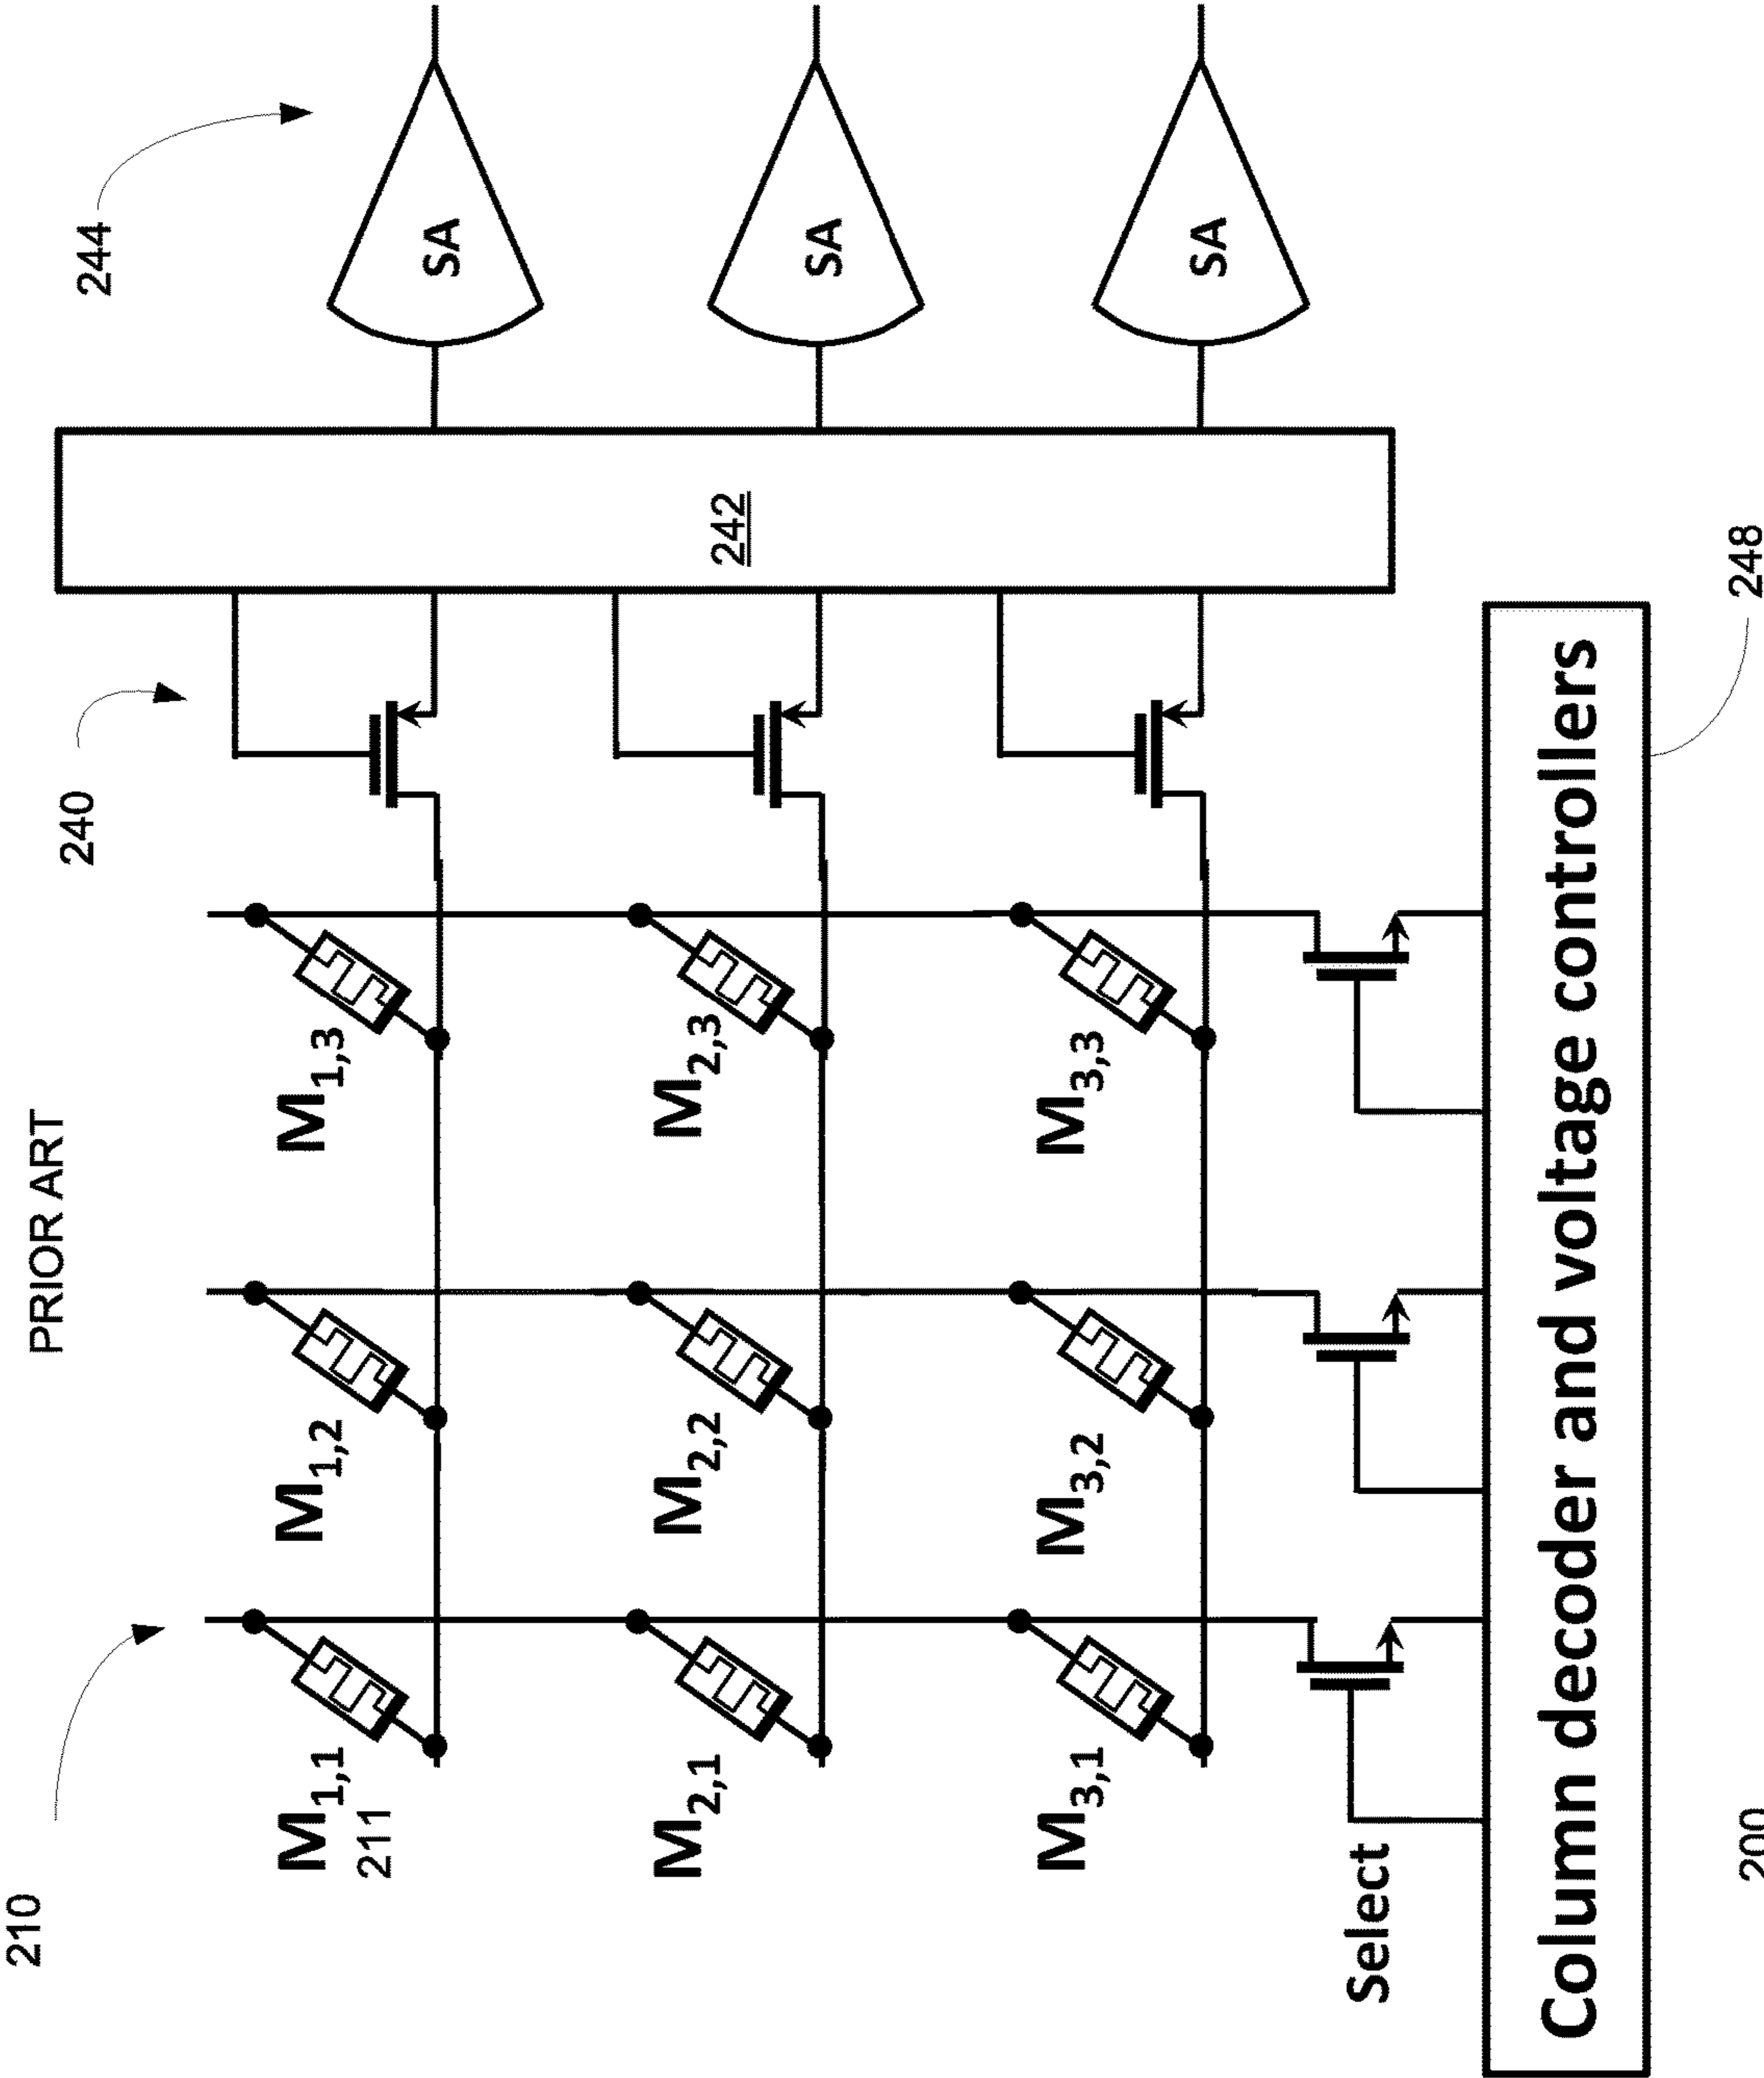 PRIOR ART
210
240
244
M1,1
M1,2
M1,3
211
SA
M2,1
M2,2
M2,3
242
SA
M3,1
M3,2
M3,3
SA
Select
Column decoder and voltage controllers
248
200